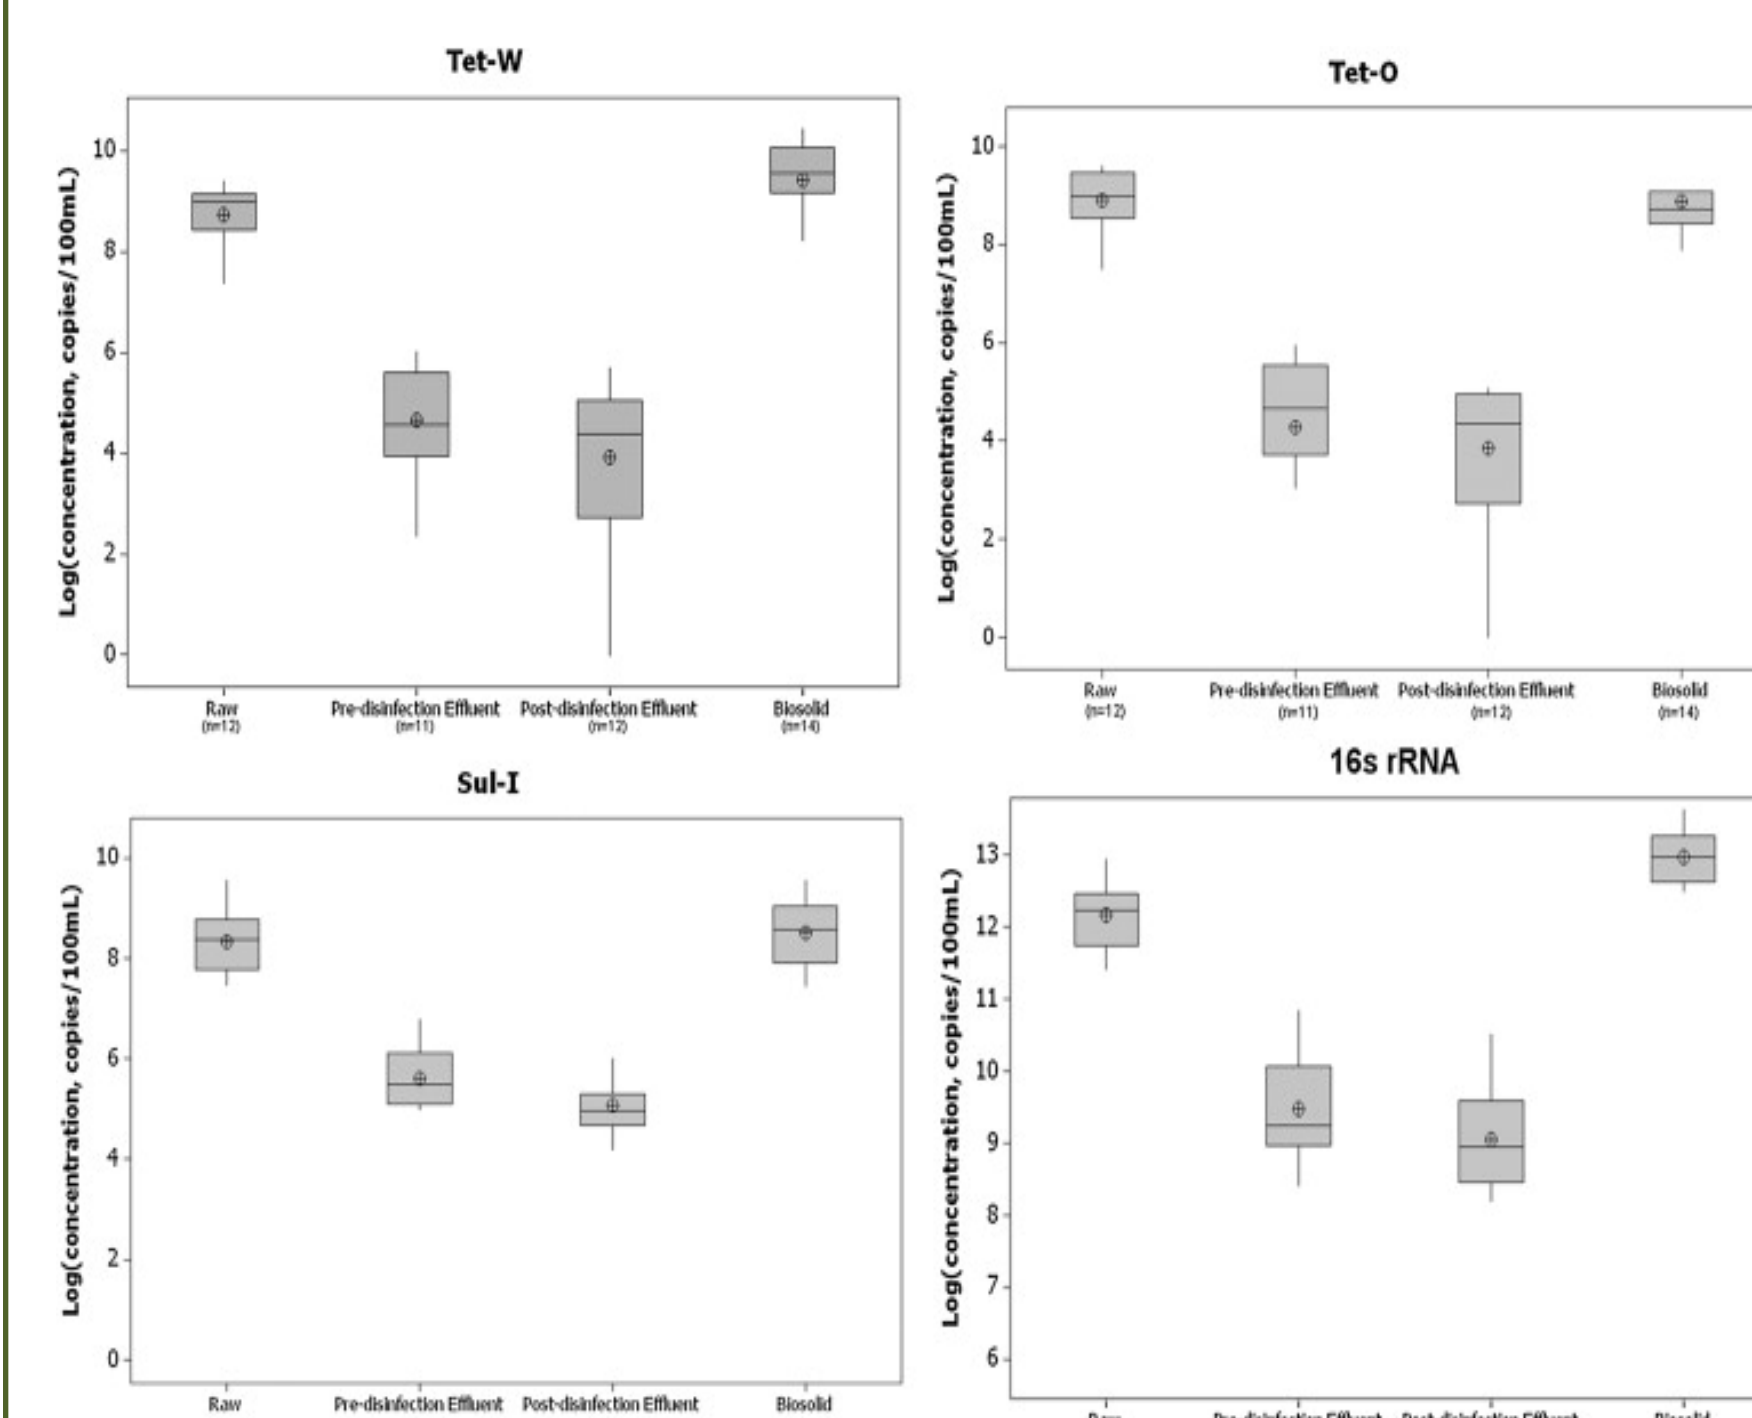 Tet-W
Log(concentration, copies/100mL)
10
8
6
4
2
0
Raw Pre-disinfection Effluent Post-disinfection Effluent Biosolid
(n=12) (n=11) (n=12) (n=14)
Tet-O
Log(concentration, copies/100mL)
10
8
6
4
2
0
Raw Pre-disinfection Effluent Post-disinfection Effluent Biosolid
(n=12) (n=11) (n=12) (n=14)
Sul-I
Log(concentration, copies/100mL)
10
8
6
4
2
0
Raw Pre-disinfection Effluent Post-disinfection Effluent Biosolid
16s rRNA
Log(concentration, copies/100mL)
13
12
11
10
9
8
7
6